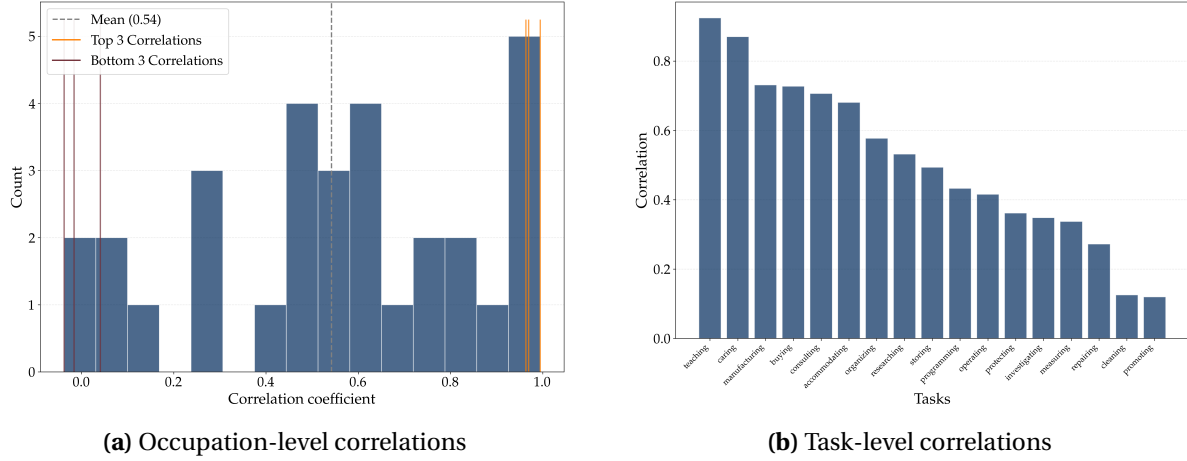 Mean (0.54)
Top 3 Correlations
Bottom 3 Correlations
5
4
3
2
1
0
Count
0.0 0.2 0.4 0.6 0.8 1.0
Correlation coefficient
(a) Occupation-level correlations
0.8
0.6
0.4
0.2
0.0
Correlation
teaching
caring
manufacturing
buying
consulting
accommodating
organizing
researching
storing
programming
operating
protecting
investigating
measuring
repairing
cleaning
promoting
Tasks
(b) Task-level correlations